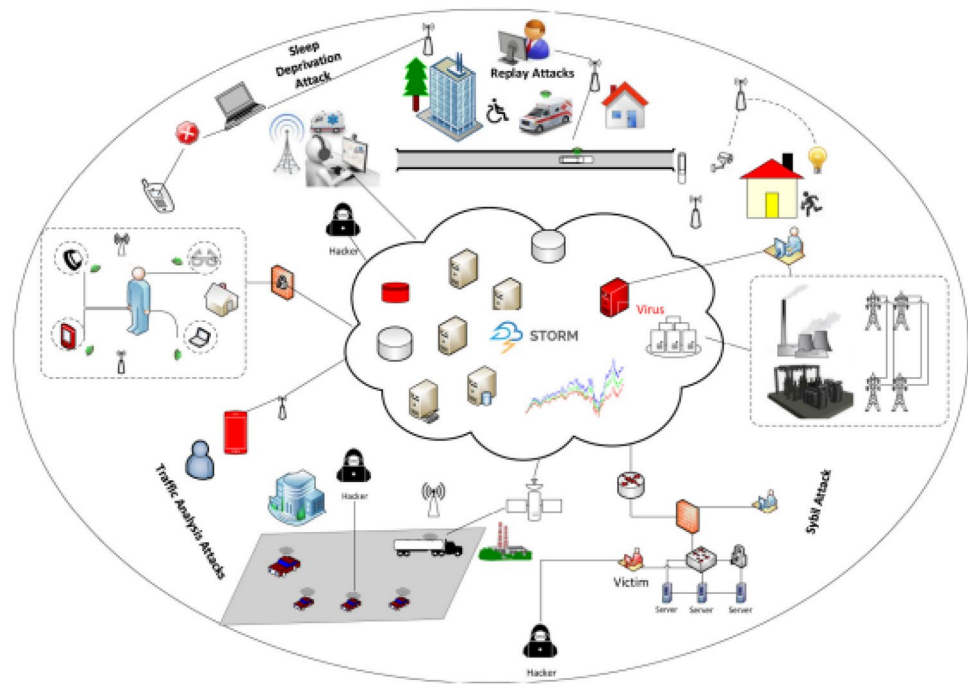 Sleep
Deprivation
Attack
Replay Attacks
Hacker
Virus
STORM
Traffic Analysis Attacks
Hacker
Sybil Attack
Victim
Server
Server
Server
Hacker